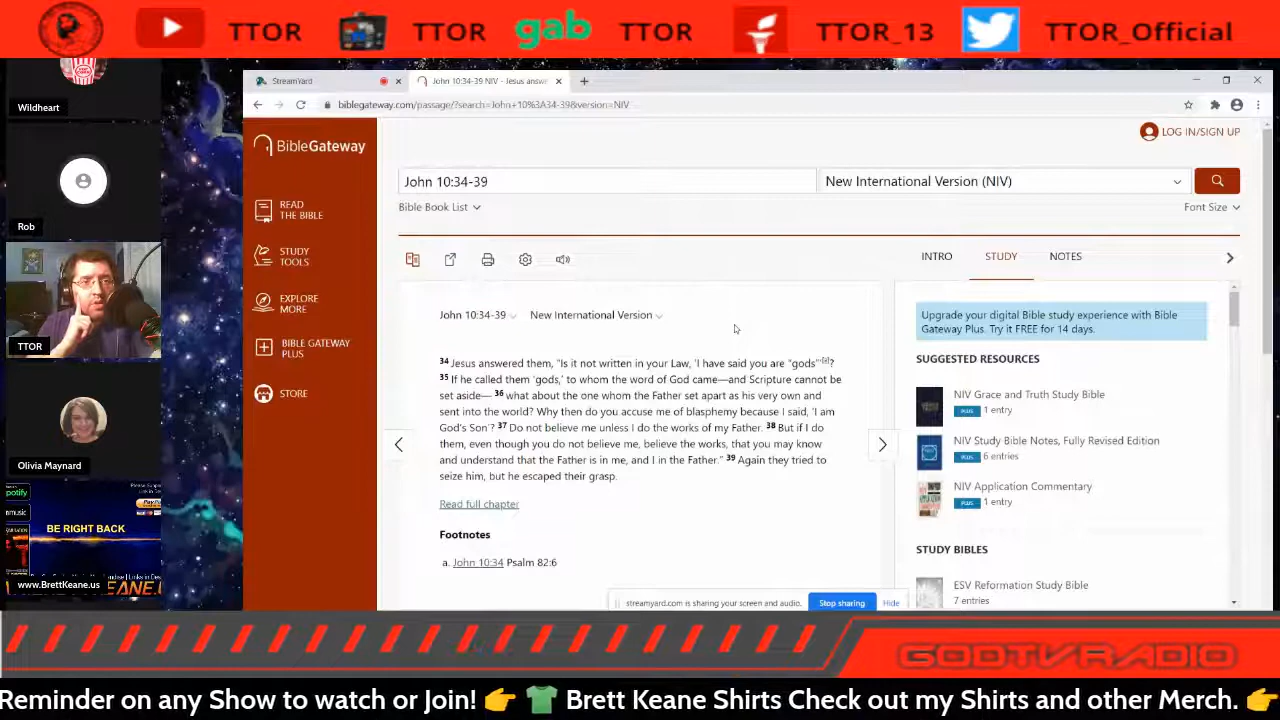 TTOR TTOR gab TTOR TTOR_13 TTOR_Official
Wildheart
Rob
TTOR
Olivia Maynard
potify
music
BE RIGHT BACK
www.BrettKeane.us
StreamYard
John 10:34-39 NIV - Jesus answe
biblegateway.com/passage/?search=John+10%3A34-39&version=NIV
BibleGateway
LOG IN/SIGN UP
John 10:34-39
New International Version (NIV)
Bible Book List
Font Size
READ
THE BIBLE
STUDY
TOOLS
EXPLORE
MORE
BIBLE GATEWAY
PLUS
STORE
INTRO STUDY NOTES
John 10:34-39 New International Version
34 Jesus answered them, “Is it not written in your Law, ‘I have said you are “gods”’[a]?
35 If he called them ‘gods,’ to whom the word of God came—and Scripture cannot be
set aside— 36 what about the one whom the Father set apart as his very own and
sent into the world? Why then do you accuse me of blasphemy because I said, ‘I am
God’s Son’? 37 Do not believe me unless I do the works of my Father. 38 But if I do
them, even though you do not believe me, believe the works, that you may know
and understand that the Father is in me, and I in the Father.” 39 Again they tried to
seize him, but he escaped their grasp.
Read full chapter
Footnotes
a. John 10:34 Psalm 82:6
Upgrade your digital Bible study experience with Bible
Gateway Plus. Try it FREE for 14 days.
SUGGESTED RESOURCES
NIV Grace and Truth Study Bible
PLUS 1 entry
NIV Study Bible Notes, Fully Revised Edition
PLUS 6 entries
NIV Application Commentary
PLUS 1 entry
STUDY BIBLES
ESV Reformation Study Bible
7 entries
streamyard.com is sharing your screen and audio. Stop sharing Hide
GODTVRADIO
Reminder on any Show to watch or Join! 👉 👕 Brett Keane Shirts Check out my Shirts and other Merch. 👉